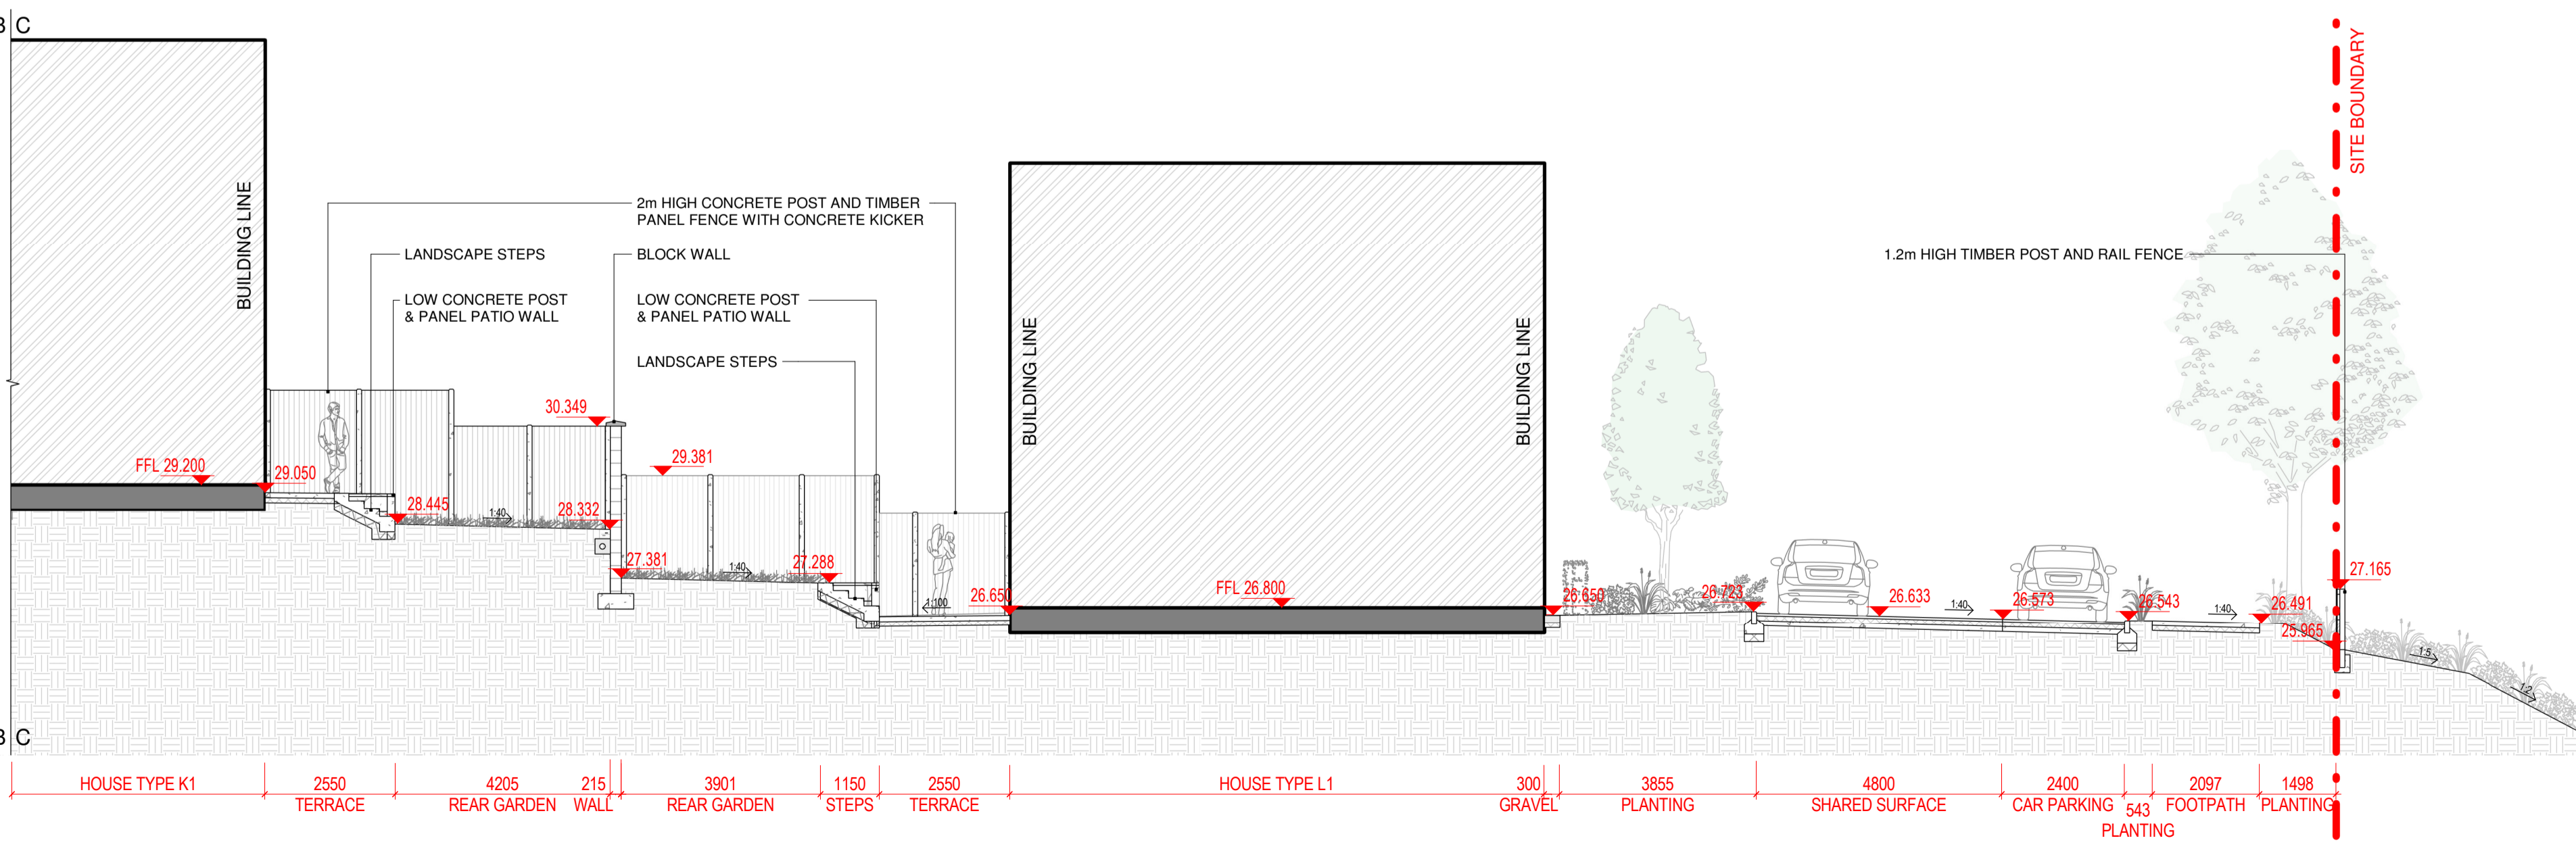 C
SITE BOUNDARY
BUILDING LINE
2m HIGH CONCRETE POST AND TIMBER
PANEL FENCE WITH CONCRETE KICKER
LANDSCAPE STEPS
BLOCK WALL
1.2m HIGH TIMBER POST AND RAIL FENCE
LOW CONCRETE POST
& PANEL PATIO WALL
LOW CONCRETE POST
& PANEL PATIO WALL
LANDSCAPE STEPS
BUILDING LINE
BUILDING LINE
30.349
29.381
FFL 29.200
29.050
28.445
1:40
28.332
27.381
1:40
27.288
1:100
26.650
FFL 26.800
26.650
26.723
26.633
1:40
26.573
26.543
1:40
26.491
25.965
27.165
1:5
1:2
C
HOUSE TYPE K1
2550
TERRACE
4205
REAR GARDEN
215
WALL
3901
REAR GARDEN
1150
STEPS
2550
TERRACE
HOUSE TYPE L1
300
GRAVEL
3855
PLANTING
4800
SHARED SURFACE
2400
CAR PARKING
543
PLANTING
2097
FOOTPATH
1498
PLANTING